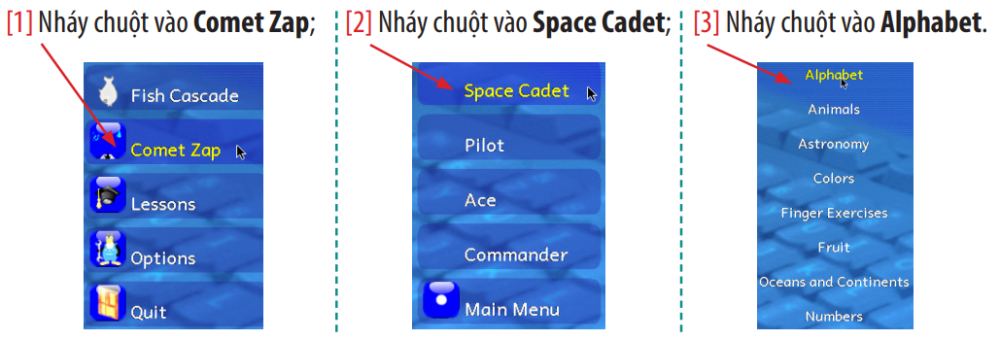 [1] Nháy chuột vào Comet Zap;
Fish Cascade
Comet Zap
Lessons
Options
Quit
[2] Nháy chuột vào Space Cadet;
Space Cadet
Pilot
Ace
Commander
Main Menu
[3] Nháy chuột vào Alphabet.
Alphabet
Animals
Astronomy
Colors
Finger Exercises
Fruit
Oceans and Continents
Numbers